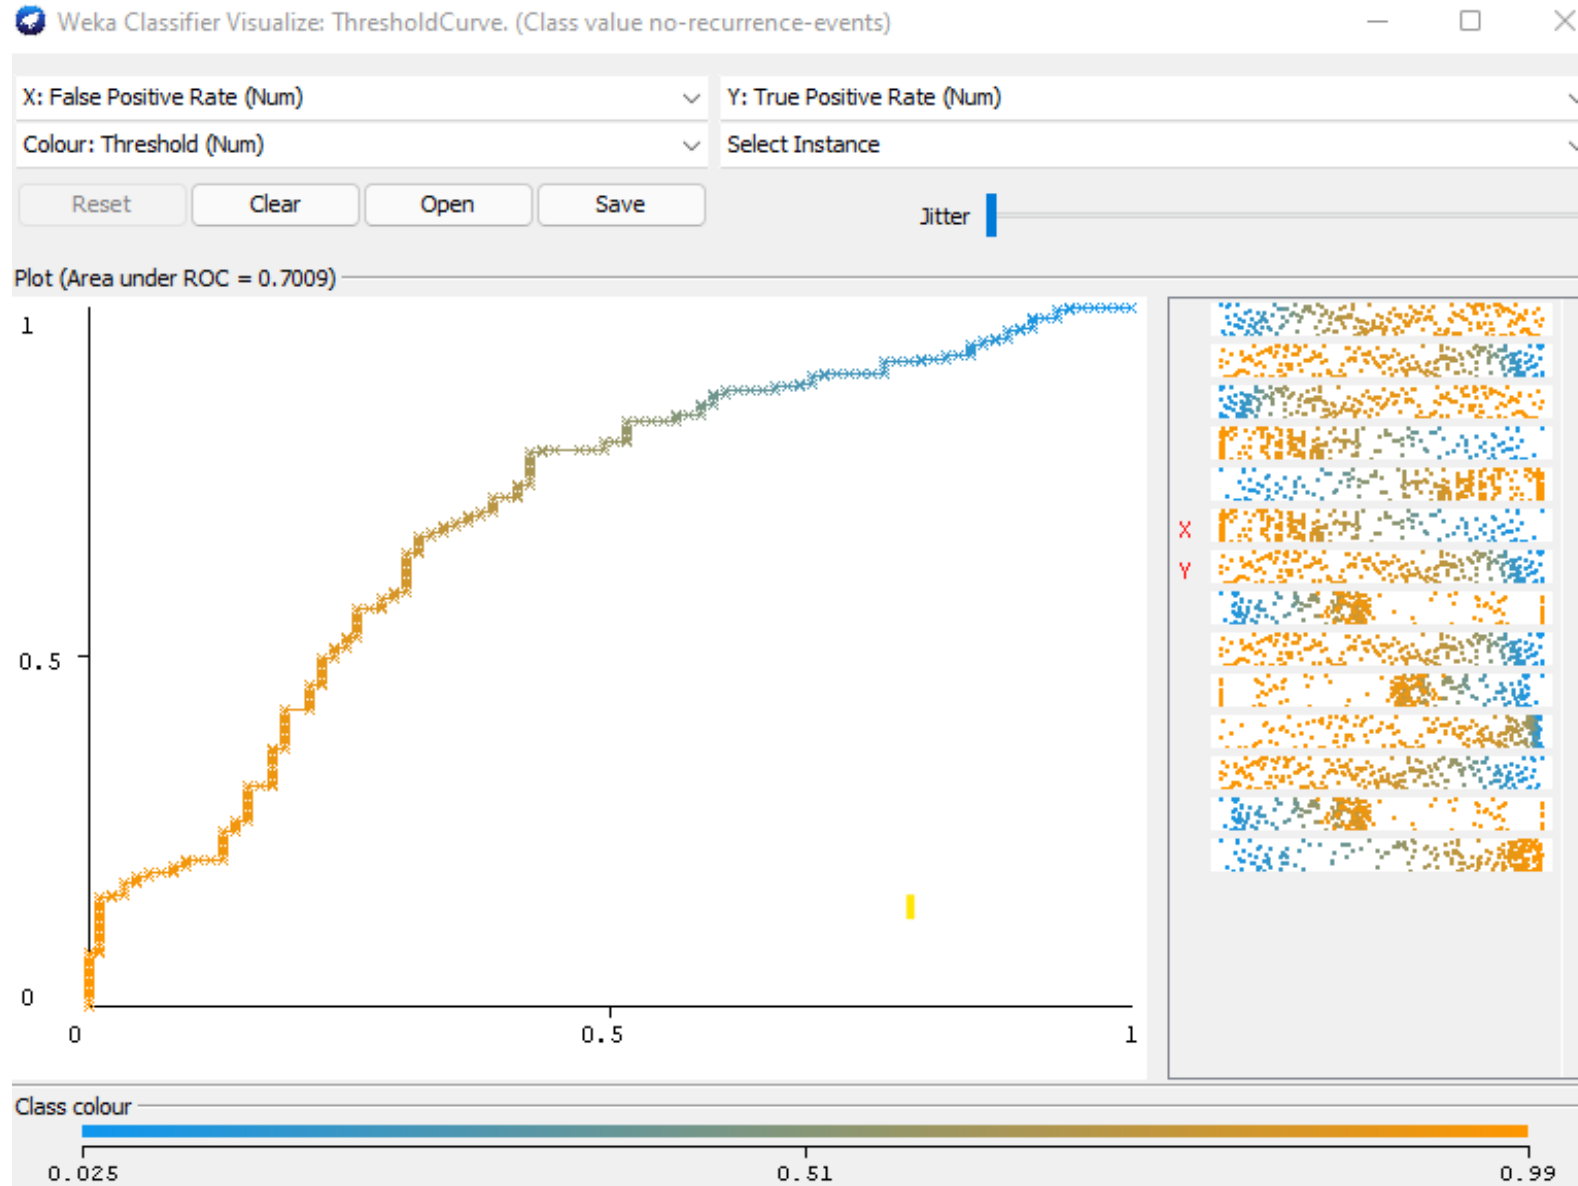 Weka Classifier Visualize: ThresholdCurve. (Class value no-recurrence-events)
X: False Positive Rate (Num)
Y: True Positive Rate (Num)
Colour: Threshold (Num)
Select Instance
Reset
Clear
Open
Save
Jitter
Plot (Area under ROC = 0.7009)
1
0.5
0
0
0.5
1
X
Y
Class colour
0.025
0.51
0.99